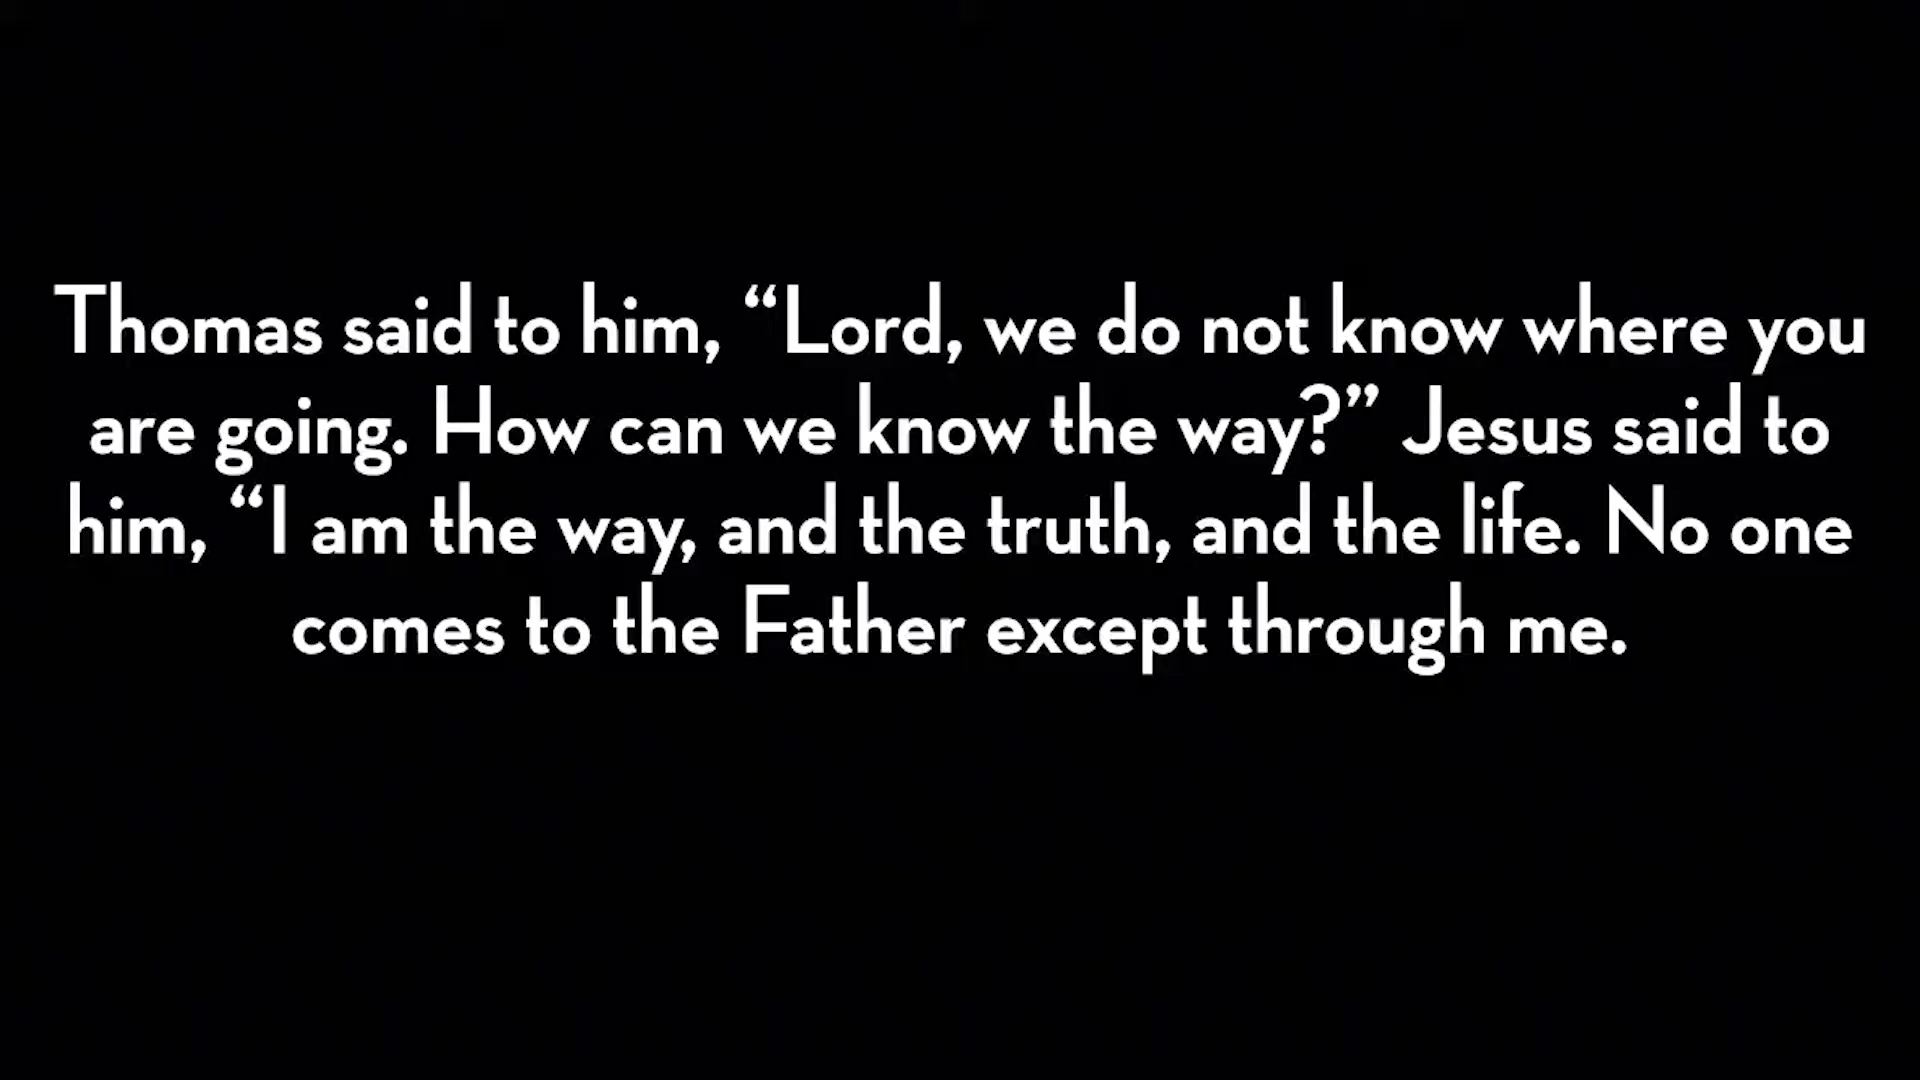 Thomas said to him, “Lord, we do not know where you
are going. How can we know the way?” Jesus said to
him, “I am the way, and the truth, and the life. No one
comes to the Father except through me.